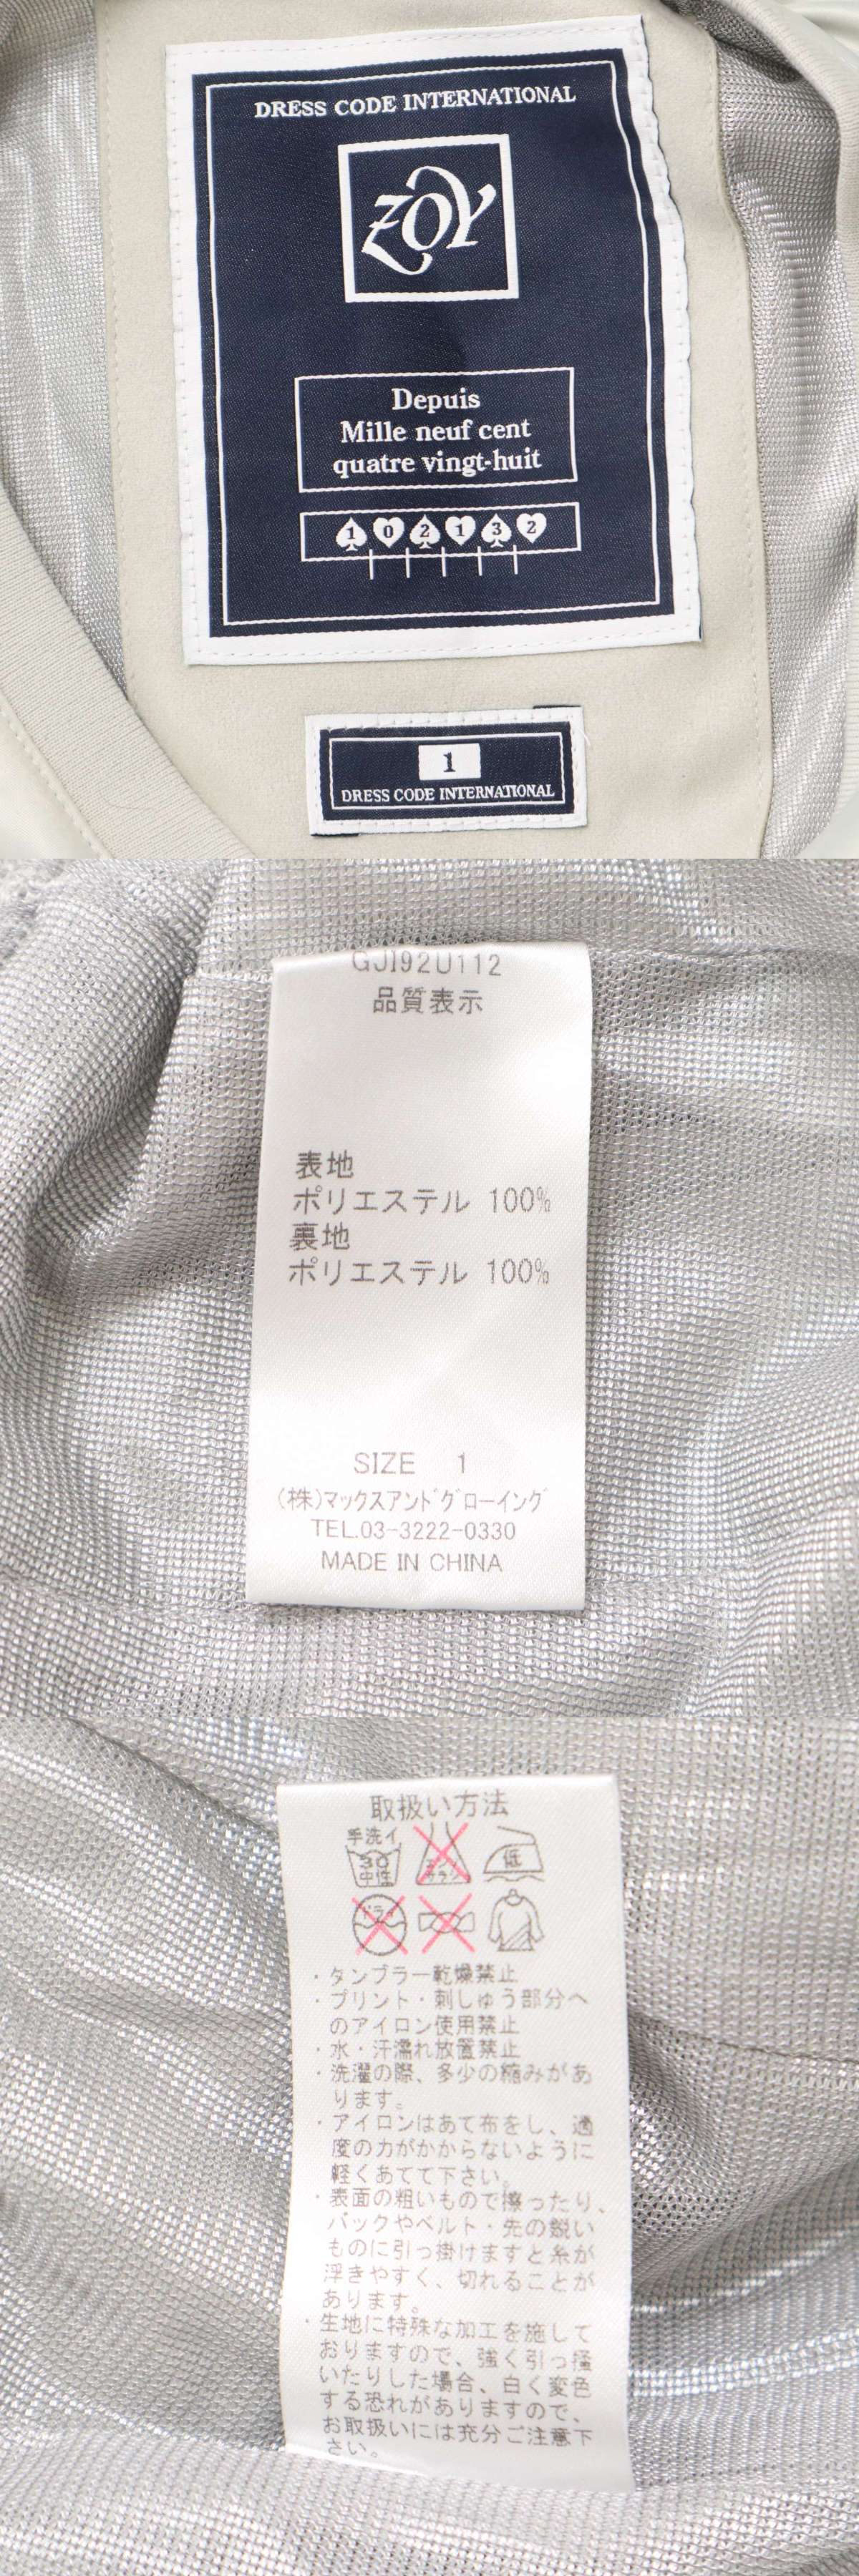 DRESS CODE INTERNATIONAL
ZOY
Depuis
Mille neuf cent
quatre vingt-huit
1 0 2 1 3 2
1
DRESS CODE INTERNATIONAL
GJI92U112
品質表示
表地
ポリエステル 100%
裏地
ポリエステル 100%
SIZE 1
(株)マックスアンドグローイング
TEL.03-3222-0330
MADE IN CHINA
取扱い方法
手洗イ
30
中性
エンソ
サラシ
低
ドライ
・タンブラー乾燥禁止
・プリント・刺しゅう部分へ
のアイロン使用禁止
・水・汗濡れ放置禁止
・洗濯の際、多少の縮みがあ
ります。
・アイロンはあて布をし、過
度の力がかからないように
軽くあてて下さい。
・表面の粗いもので擦ったり、
バックやベルト・先の鋭い
ものに引っ掛けますと糸が
浮きやすく、切れることが
あります。
・生地に特殊な加工を施して
おりますので、強く引っ掻
いたりした場合、白く変色
する恐れがありますので、
お取扱いには充分ご注意下
さい。